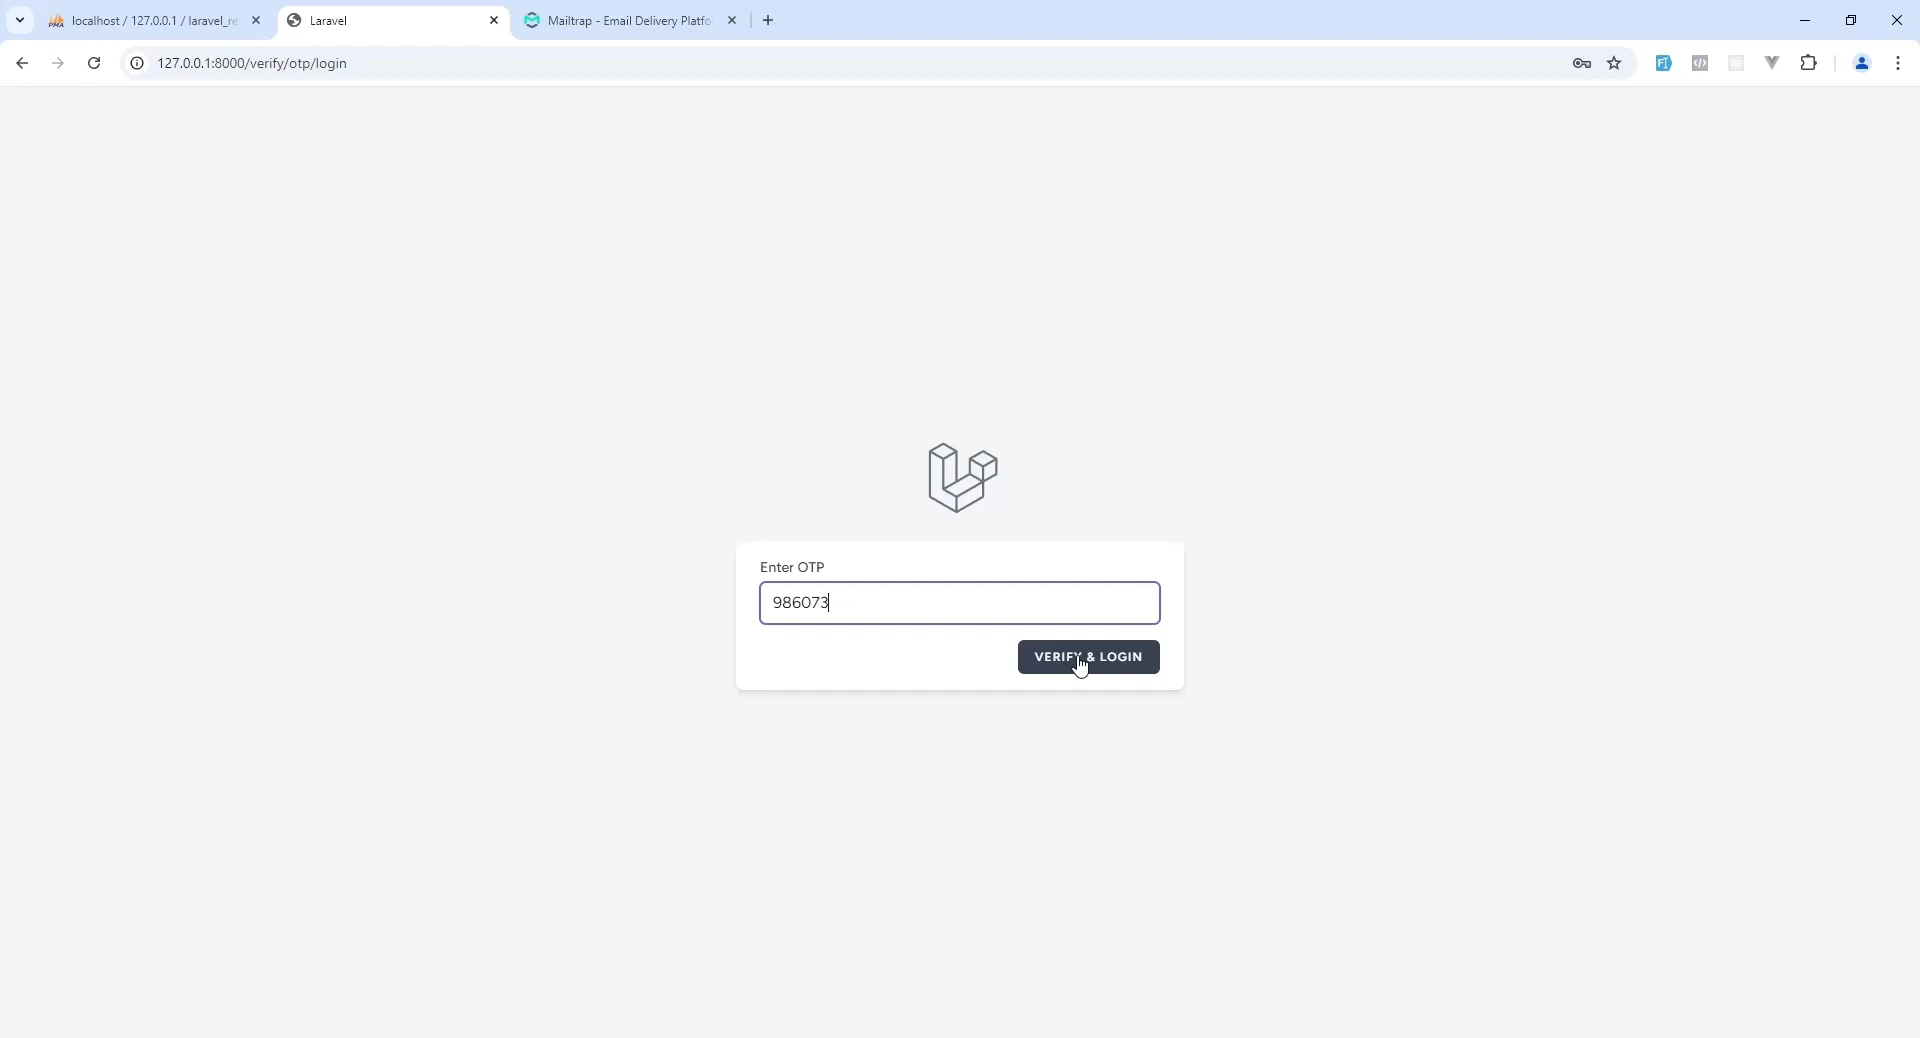 localhost / 127.0.0.1 / laravel_re
Laravel
Mailtrap - Email Delivery Platfo
127.0.0.1:8000/verify/otp/login
Enter OTP
986073
VERIFY & LOGIN